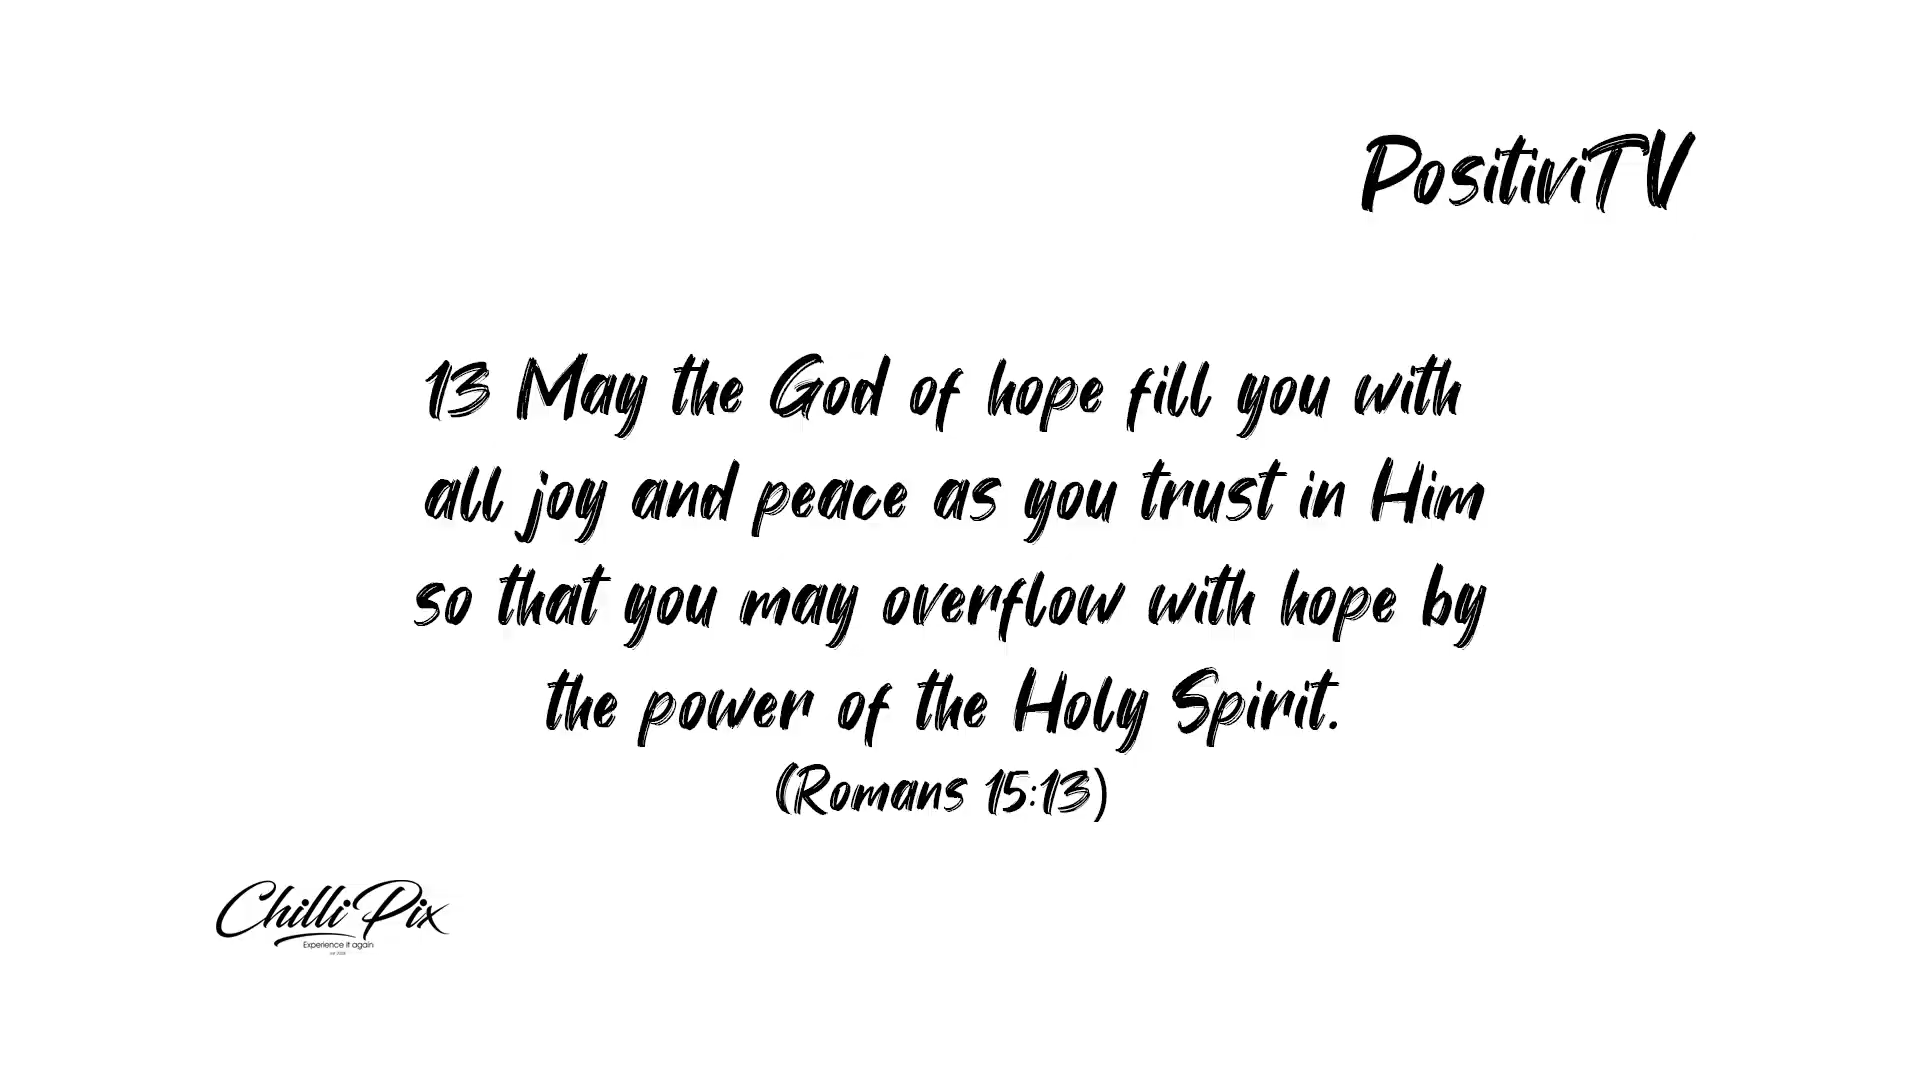 PositiviTV
13 May the God of hope fill you with
all joy and peace as you trust in Him
so that you may overflow with hope by
the power of the Holy Spirit.
(Romans 15:13)
Chilli Pix
Experience it again